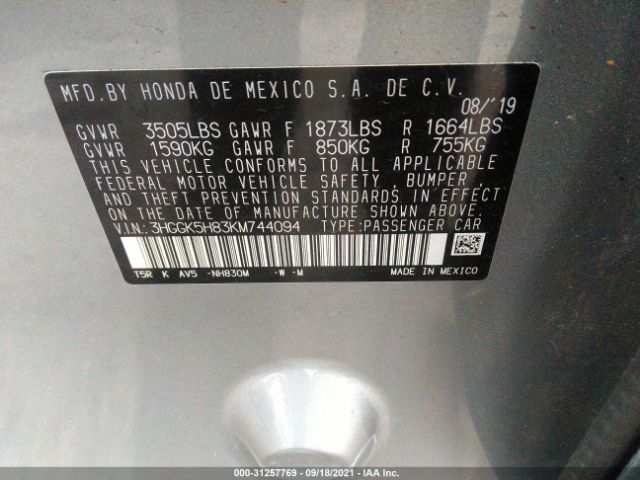 MFD.BY HONDA DE MEXICO S.A. DE C.V.
08/'19
GVWR 3505LBS GAWR F 1873LBS R 1664LBS
GVWR 1590KG GAWR F 850KG R 755KG
THIS VEHICLE CONFORMS TO ALL APPLICABLE
FEDERAL MOTOR VEHICLE SAFETY, BUMPER,
AND THEFT PREVENTION STANDARDS IN EFFECT
ON THE DATE OF MANUFACTURE SHOWN ABOVE.
V.I.N: 3HGGK5H83KM744094 TYPE:PASSENGER CAR
T5R K AV5 -NH830M -W -M MADE IN MEXICO
000-31257769 - 09/18/2021 - IAA Inc.